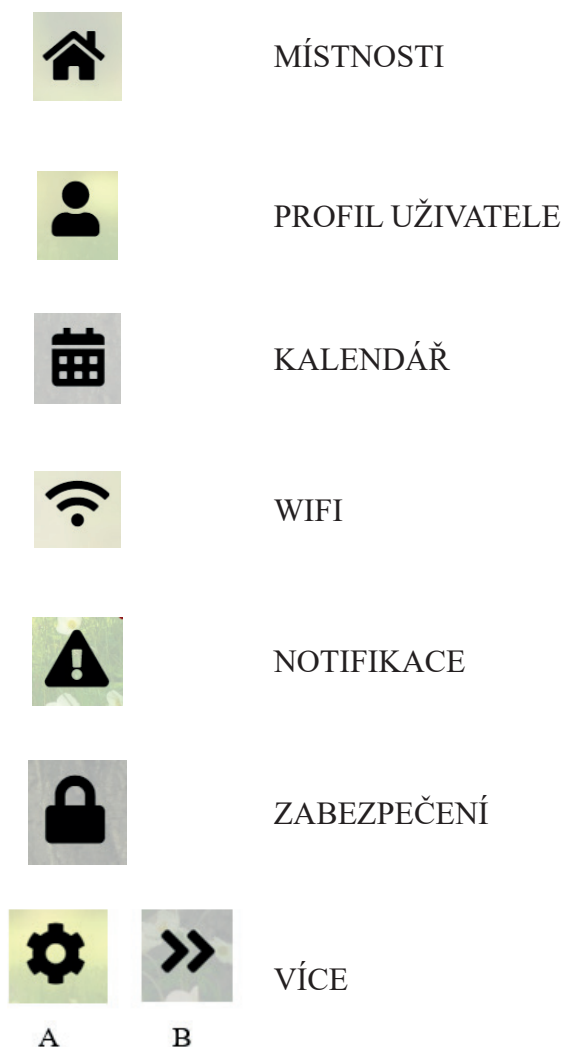 MÍSTNOSTI
PROFIL UŽIVATELE
KALENDÁŘ
WIFI
NOTIFIKACE
ZABEZPEČENÍ
VÍCE
A B